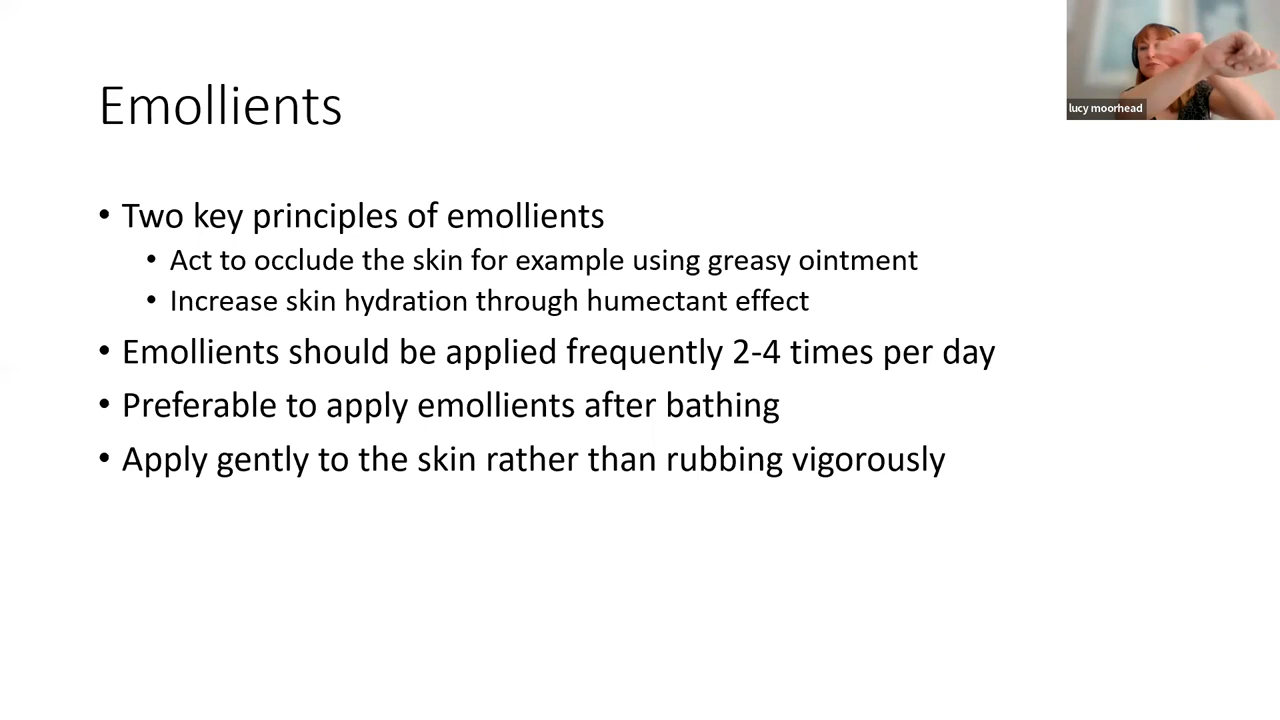 Emollients
lucy moorhead
• Two key principles of emollients
• Act to occlude the skin for example using greasy ointment
• Increase skin hydration through humectant effect
• Emollients should be applied frequently 2-4 times per day
• Preferable to apply emollients after bathing
• Apply gently to the skin rather than rubbing vigorously